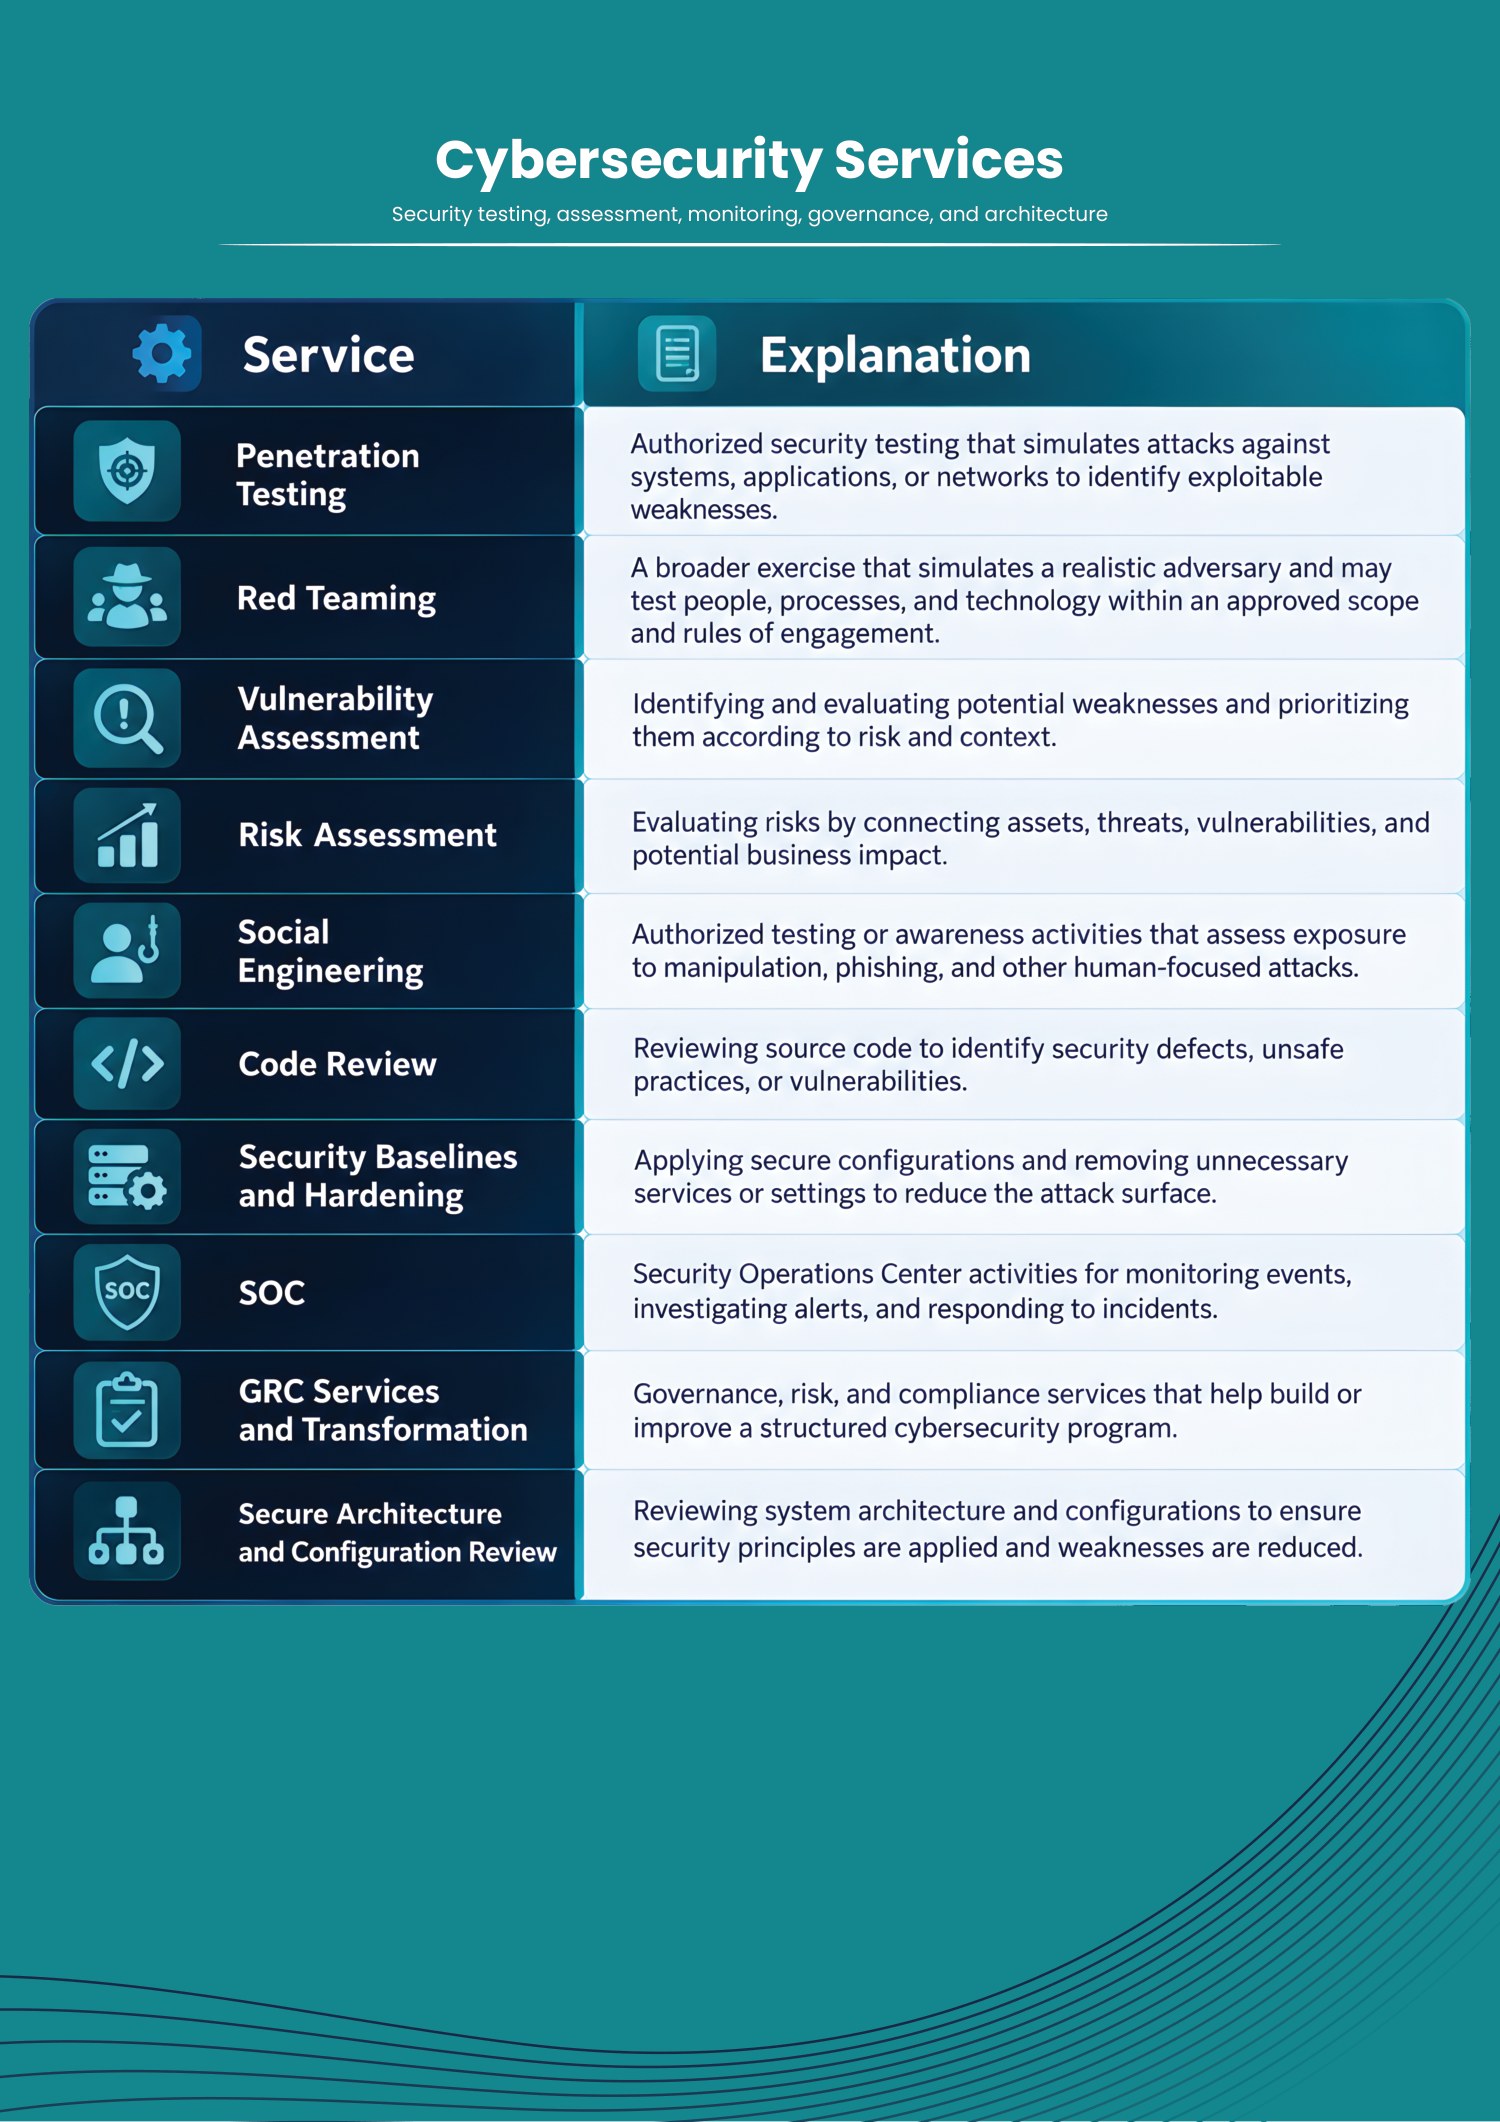 Cybersecurity Services
Security testing, assessment, monitoring, governance, and architecture
Service
Explanation
Penetration
Testing
Authorized security testing that simulates attacks against
systems, applications, or networks to identify exploitable
weaknesses.
Red Teaming
A broader exercise that simulates a realistic adversary and may
test people, processes, and technology within an approved scope
and rules of engagement.
Vulnerability
Assessment
Identifying and evaluating potential weaknesses and prioritizing
them according to risk and context.
Risk Assessment
Evaluating risks by connecting assets, threats, vulnerabilities, and
potential business impact.
Social
Engineering
Authorized testing or awareness activities that assess exposure
to manipulation, phishing, and other human-focused attacks.
Code Review
Reviewing source code to identify security defects, unsafe
practices, or vulnerabilities.
Security Baselines
and Hardening
Applying secure configurations and removing unnecessary
services or settings to reduce the attack surface.
SOC
SOC
Security Operations Center activities for monitoring events,
investigating alerts, and responding to incidents.
GRC Services
and Transformation
Governance, risk, and compliance services that help build or
improve a structured cybersecurity program.
Secure Architecture
and Configuration Review
Reviewing system architecture and configurations to ensure
security principles are applied and weaknesses are reduced.